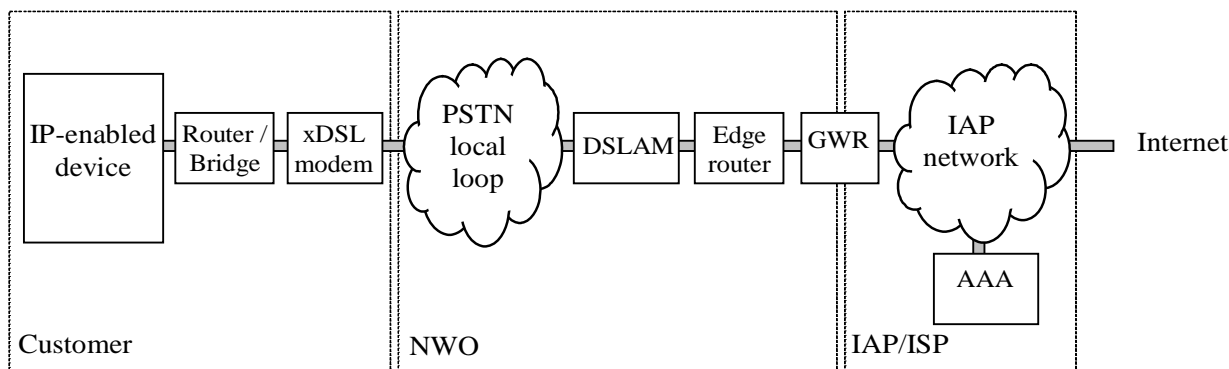 IP-enabled
device
Router /
Bridge
xDSL
modem
PSTN
local
loop
DSLAM
Edge
router
GWR
IAP
network
Internet
AAA
Customer
NWO
IAP/ISP